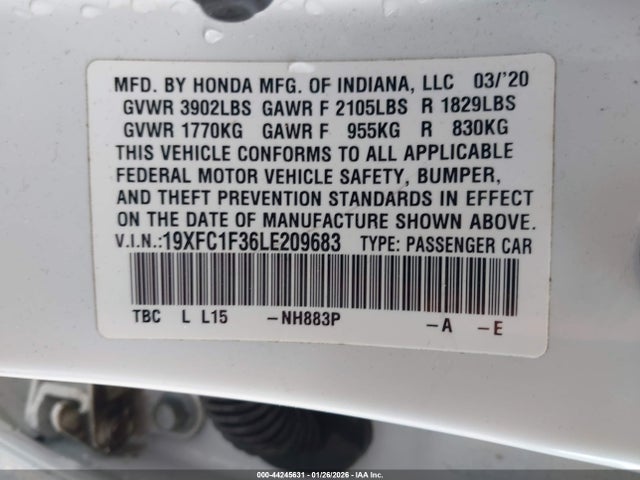 MFD. BY HONDA MFG. OF INDIANA, LLC 03/'20
GVWR 3902LBS GAWR F 2105LBS R 1829LBS
GVWR 1770KG GAWR F 955KG R 830KG
THIS VEHICLE CONFORMS TO ALL APPLICABLE
FEDERAL MOTOR VEHICLE SAFETY, BUMPER,
AND THEFT PREVENTION STANDARDS IN EFFECT
ON THE DATE OF MANUFACTURE SHOWN ABOVE.
V.I.N.:19XFC1F36LE209683 TYPE: PASSENGER CAR
TBC L L15 -NH883P -A -E
000-44245631 | 01/26/2026 | IAA Inc.